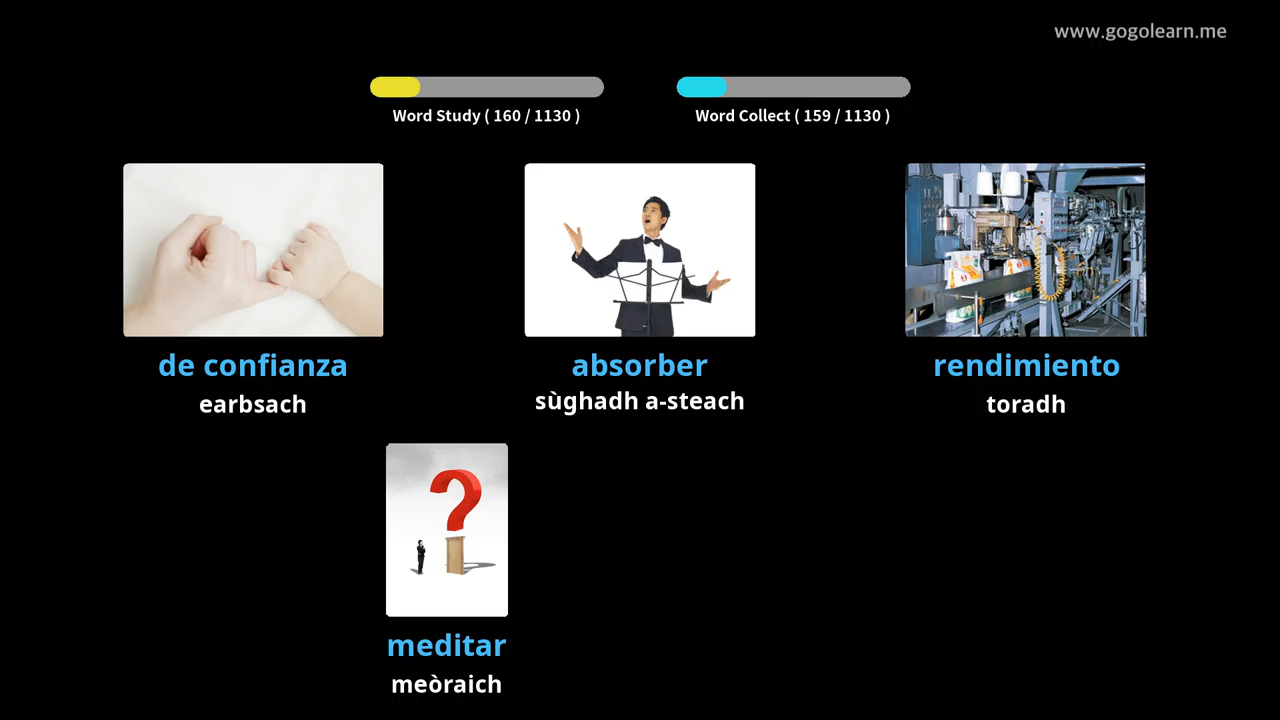 www.gogolearn.me
Word Study ( 160 / 1130 )
Word Collect ( 159 / 1130 )
de confianza
earbsach
absorber
sùghadh a-steach
rendimiento
toradh
?
meditar
meòraich